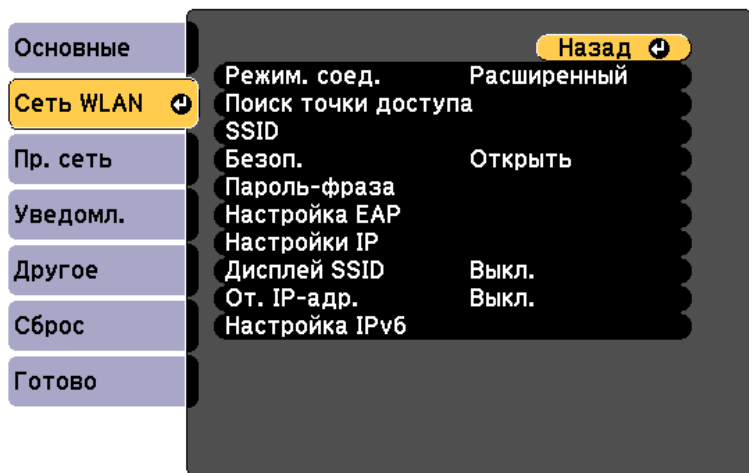 Основные
Сеть WLAN
Пр. сеть
Уведомл.
Другое
Сброс
Готово
Назад
Режим. соед. Расширенный
Поиск точки доступа
SSID
Безоп. Открыть
Пароль-фраза
Настройка EAP
Настройки IP
Дисплей SSID Выкл.
От. IP-адр. Выкл.
Настройка IPv6